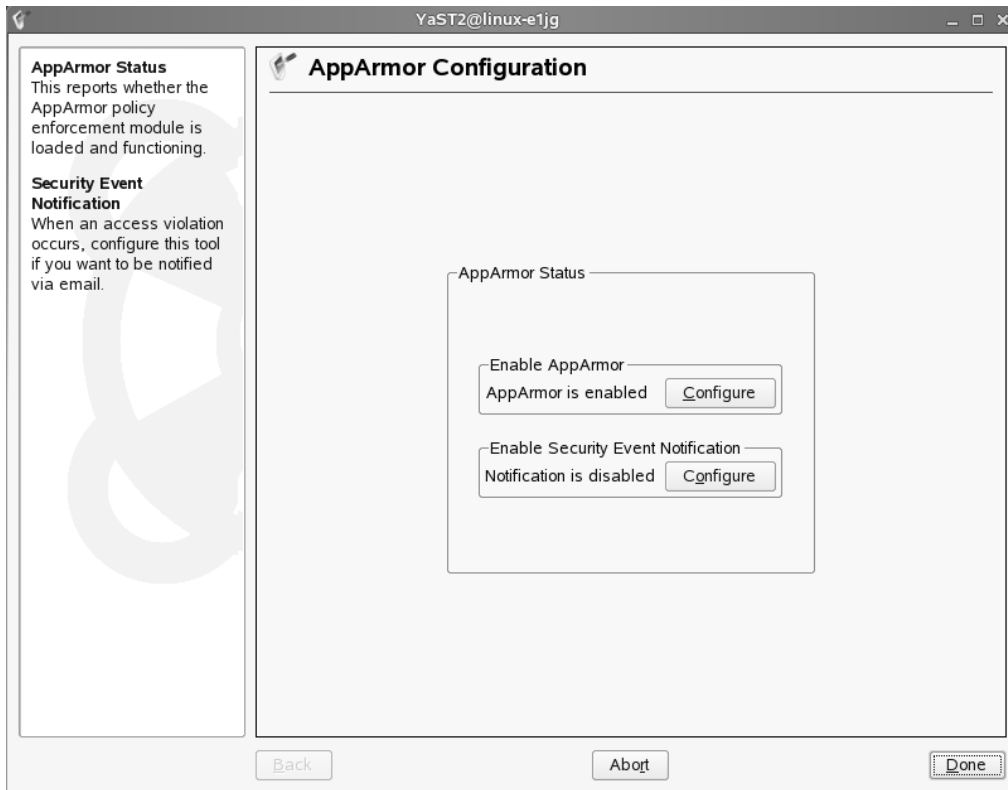 YaST2@linux-e1jg
AppArmor Status
This reports whether the
AppArmor policy
enforcement module is
loaded and functioning.
Security Event
Notification
When an access violation
occurs, configure this tool
if you want to be notified
via email.
AppArmor Configuration
AppArmor Status
Enable AppArmor
AppArmor is enabled Configure
Enable Security Event Notification
Notification is disabled Configure
Back Abort Done